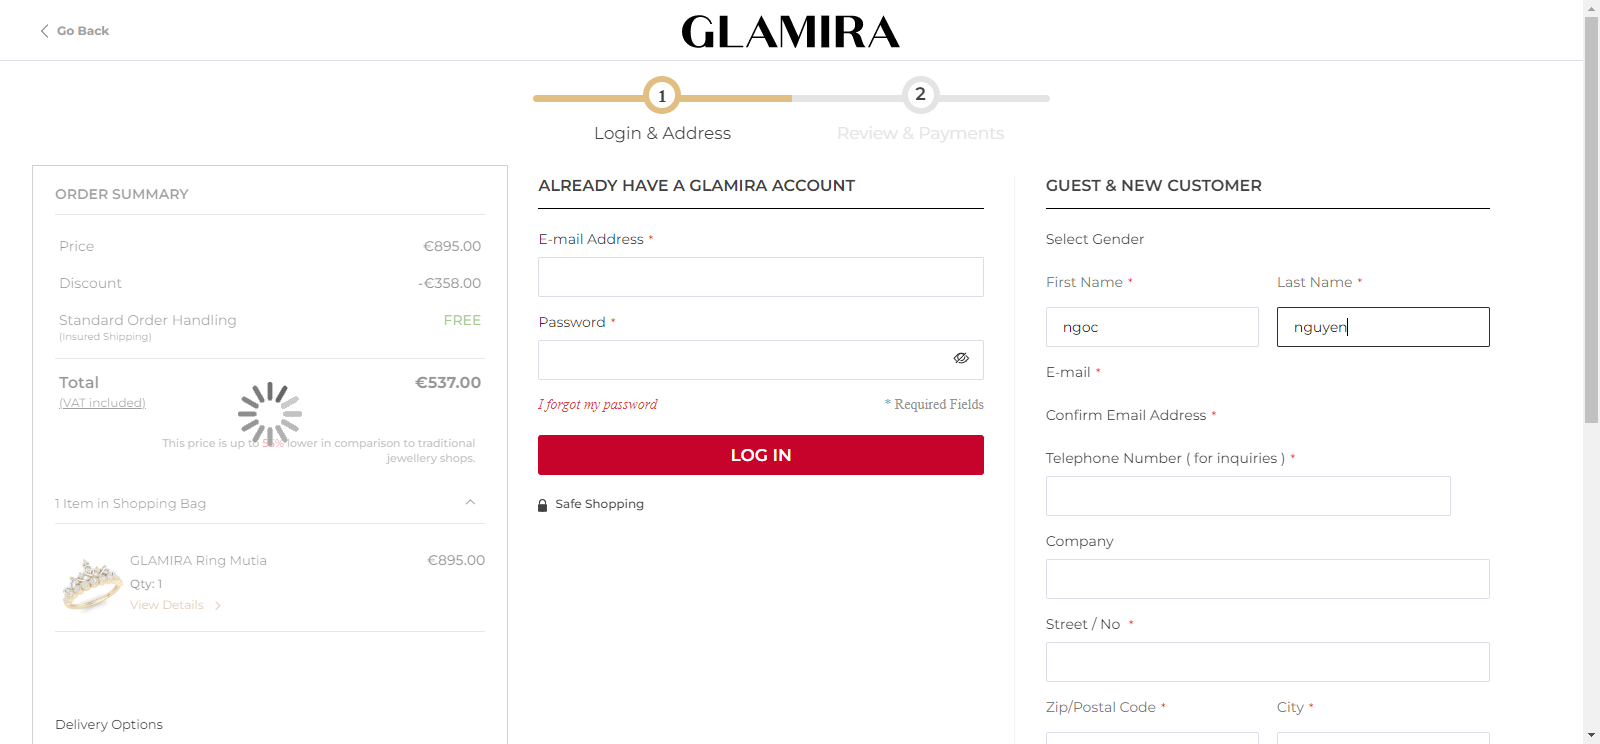 Go Back
GLAMIRA
1
2
Login & Address
Review & Payments
ORDER SUMMARY
Price €895.00
Discount -€358.00
Standard Order Handling FREE
(Insured Shipping)
Total €537.00
(VAT included)
This price is up to lower in comparison to traditional
jewellery shops.
1 Item in Shopping Bag
GLAMIRA Ring Mutia €895.00
Qty: 1
View Details
Delivery Options
ALREADY HAVE A GLAMIRA ACCOUNT
E-mail Address *
Password *
I forgot my password * Required Fields
LOG IN
Safe Shopping
GUEST & NEW CUSTOMER
Select Gender
First Name * Last Name *
ngoc nguyen
E-mail *
Confirm Email Address *
Telephone Number ( for inquiries ) *
Company
Street / No *
Zip/Postal Code * City *